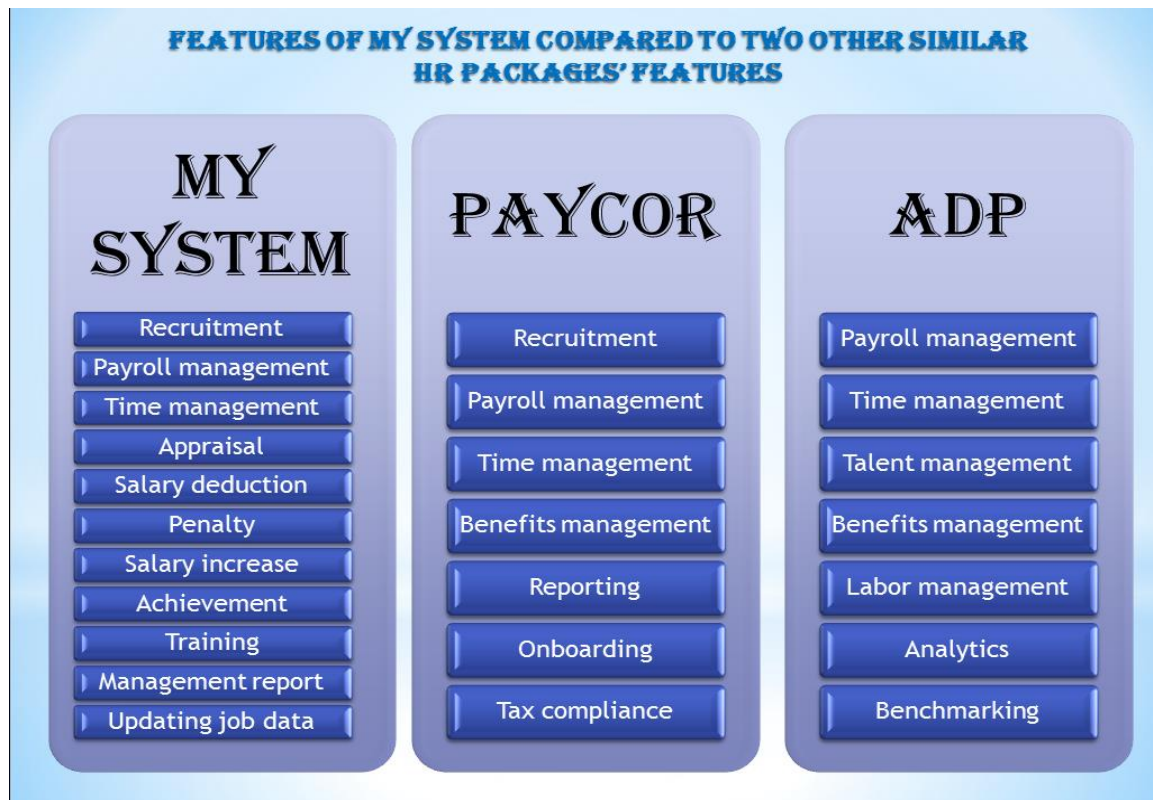 FEATURES OF MY SYSTEM COMPARED TO TWO OTHER SIMILAR
HR PACKAGES’ FEATURES
MY
SYSTEM
Recruitment
Payroll management
Time management
Appraisal
Salary deduction
Penalty
Salary increase
Achievement
Training
Management report
Updating job data
PAYCOR
Recruitment
Payroll management
Time management
Benefits management
Reporting
Onboarding
Tax compliance
ADP
Payroll management
Time management
Talent management
Benefits management
Labor management
Analytics
Benchmarking